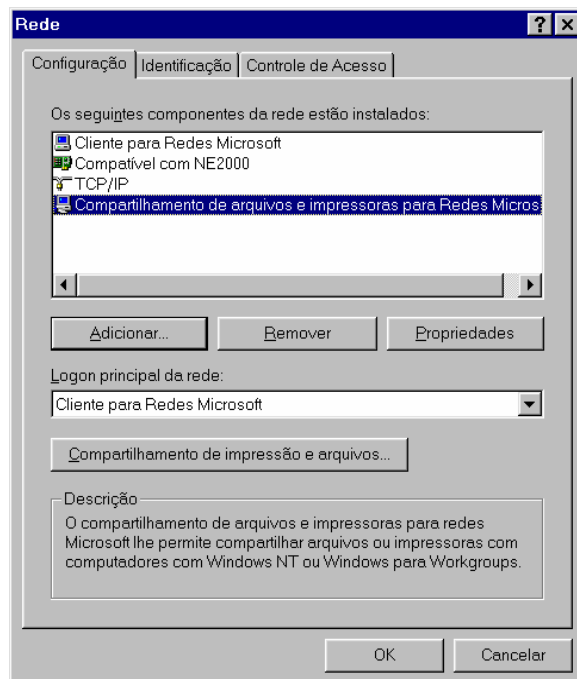 Rede
Configuração Identificação Controle de Acesso
Os seguintes componentes da rede estão instalados:
Cliente para Redes Microsoft
Compatível com NE2000
TCP/IP
Compartilhamento de arquivos e impressoras para Redes Micros
Adicionar... Remover Propriedades
Logon principal da rede:
Cliente para Redes Microsoft
Compartilhamento de impressão e arquivos...
Descrição
O compartilhamento de arquivos e impressoras para redes
Microsoft lhe permite compartilhar arquivos ou impressoras com
computadores com Windows NT ou Windows para Workgroups.
OK Cancelar